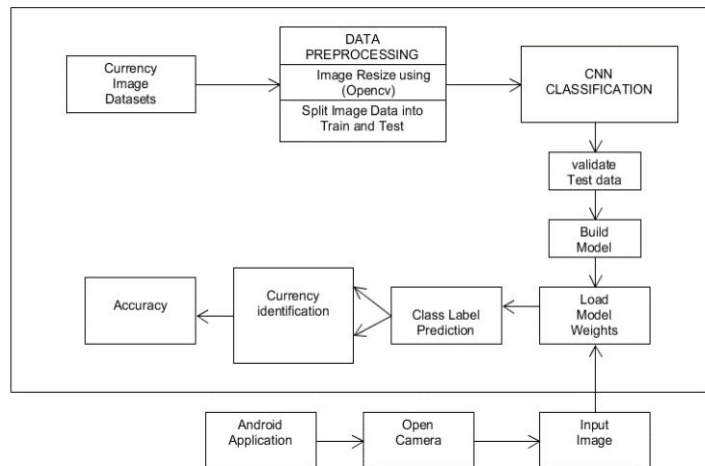 DATA
PREPROCESSING
Image Resize using
(Opencv)
Split Image Data into
Train and Test
Currency
Image
Datasets
CNN
CLASSIFICATION
validate
Test data
Build
Model
Load
Model
Weights
Class Label
Prediction
Currency
identification
Accuracy
Android
Application
Open
Camera
Input
Image